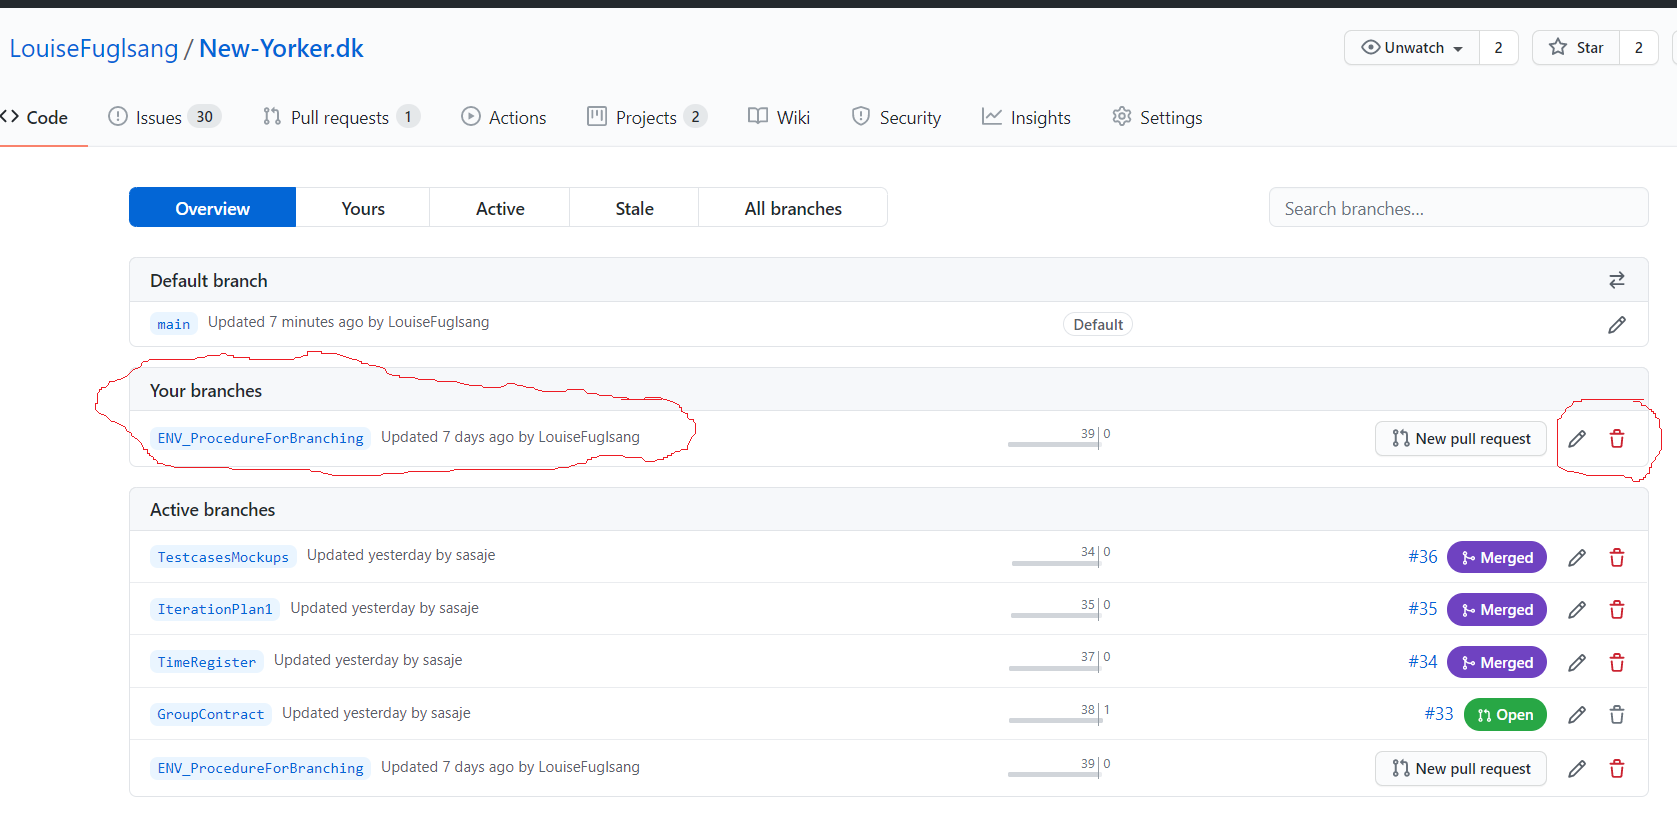 LouiseFuglsang / New-Yorker.dk
Unwatch 2 Star 2
Code Issues 30 Pull requests 1 Actions Projects 2 Wiki Security Insights Settings
Overview Yours Active Stale All branches Search branches...
Default branch
main Updated 7 minutes ago by LouiseFuglsang Default
Your branches
ENV_ProcedureForBranching Updated 7 days ago by LouiseFuglsang 39 0 New pull request
Active branches
TestcasesMockups Updated yesterday by sasaje 34 0 #36 Merged
IterationPlan1 Updated yesterday by sasaje 35 0 #35 Merged
TimeRegister Updated yesterday by sasaje 37 0 #34 Merged
GroupContract Updated yesterday by sasaje 38 1 #33 Open
ENV_ProcedureForBranching Updated 7 days ago by LouiseFuglsang 39 0 New pull request